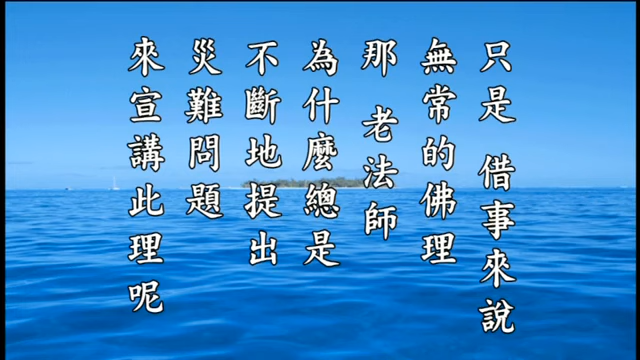 只是 借事來說
無常的佛理
那 老法師
為什麼總是
不斷地提出
災難問題
來宣講此理呢